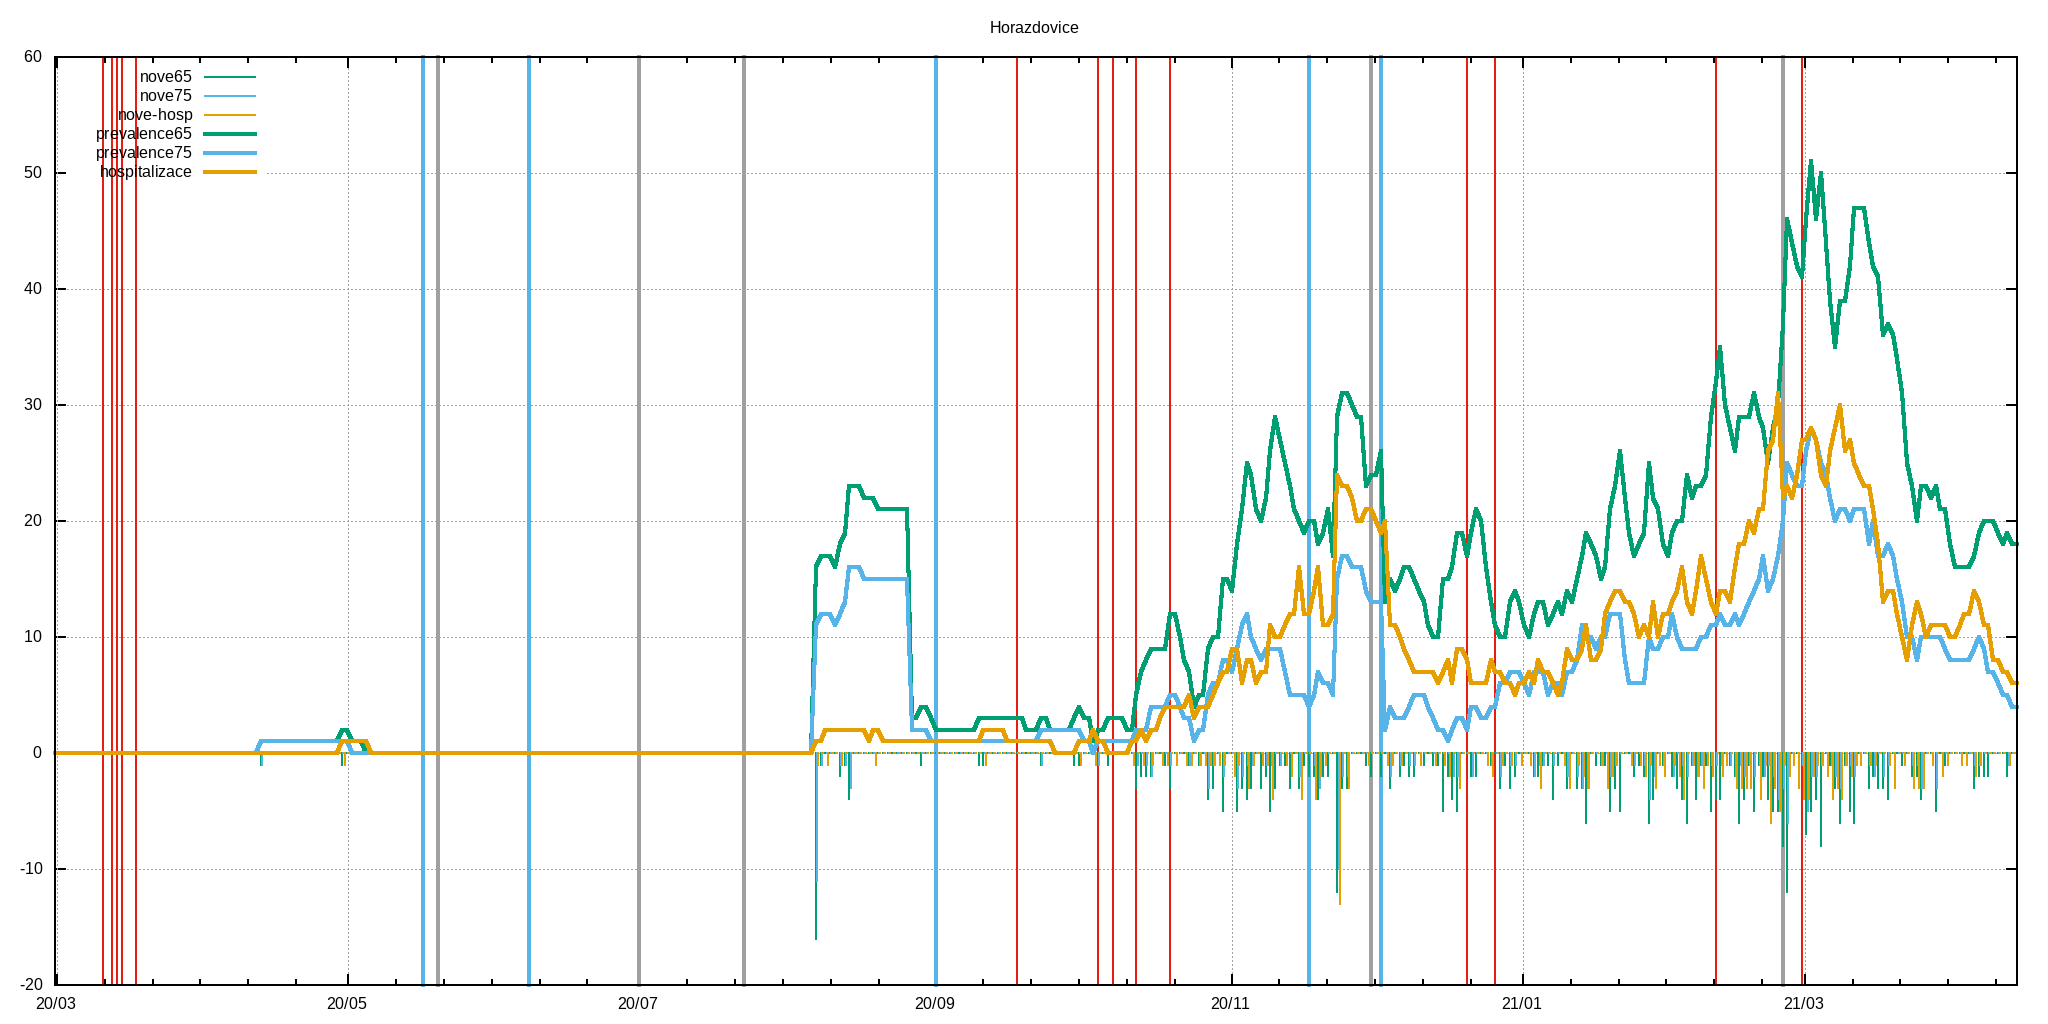 Horazdovice
60
nove65
nove75
nove-hosp
prevalence65
prevalence75
hospitalizace
50
40
30
20
10
0
-10
-20
20/03 20/05 20/07 20/09 20/11 21/01 21/03